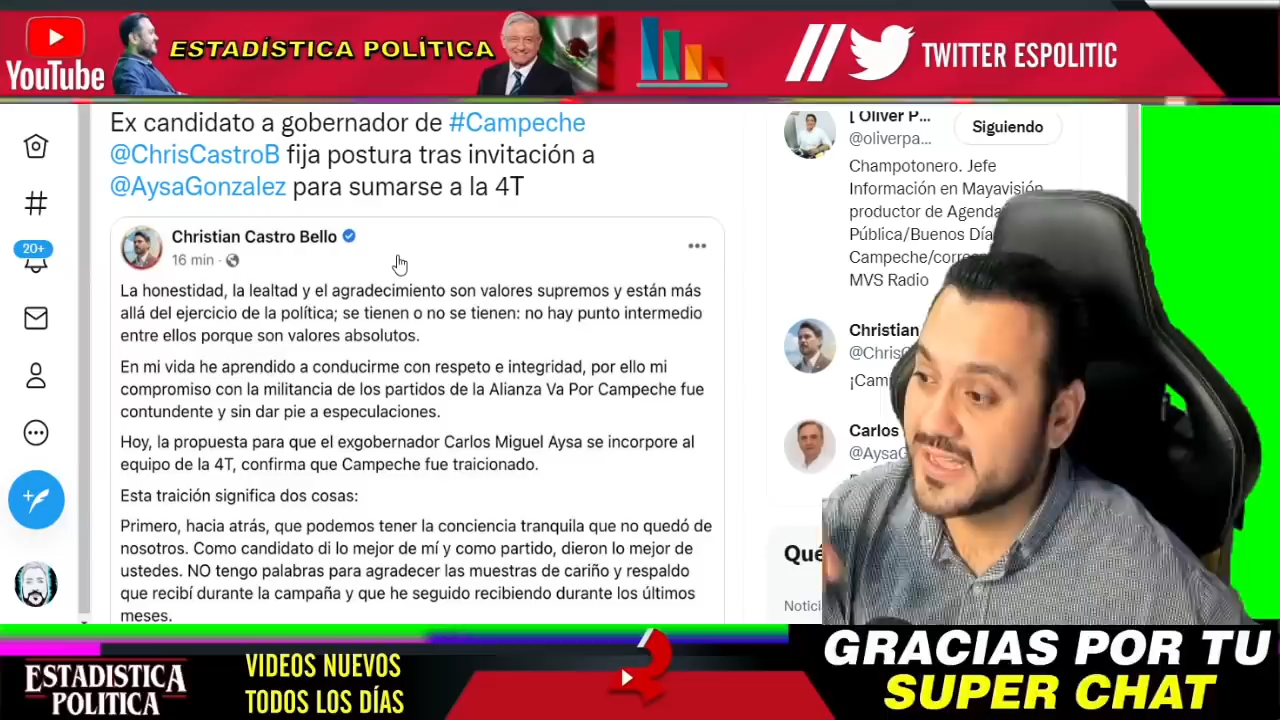 YouTube
ESTADÍSTICA POLÍTICA
TWITTER ESPOLITIC
Ex candidato a gobernador de #Campeche
@ChrisCastroB fija postura tras invitación a
@AysaGonzalez para sumarse a la 4T
20+
Christian Castro Bello
16 min ·
La honestidad, la lealtad y el agradecimiento son valores supremos y están más
allá del ejercicio de la política; se tienen o no se tienen: no hay punto intermedio
entre ellos porque son valores absolutos.
En mi vida he aprendido a conducirme con respeto e integridad, por ello mi
compromiso con la militancia de los partidos de la Alianza Va Por Campeche fue
contundente y sin dar pie a especulaciones.
Hoy, la propuesta para que el exgobernador Carlos Miguel Aysa se incorpore al
equipo de la 4T, confirma que Campeche fue traicionado.
Esta traición significa dos cosas:
Primero, hacia atrás, que podemos tener la conciencia tranquila que no quedó de
nosotros. Como candidato di lo mejor de mí y como partido, dieron lo mejor de
ustedes. NO tengo palabras para agradecer las muestras de cariño y respaldo
que recibí durante la campaña y que he seguido recibiendo durante los últimos
meses.
[ Oliver P...
@oliverpa...
Siguiendo
Champotonero. Jefe
Información en Mayavisión
productor de Agenda
Pública/Buenos Día
Campeche/corres
MVS Radio
Christian
@ChrisC
¡Cam
Carlos
@AysaG
Qué
Noticias
ESTADISTICA
POLÍTICA
VIDEOS NUEVOS
TODOS LOS DÍAS
GRACIAS POR TU
SUPER CHAT